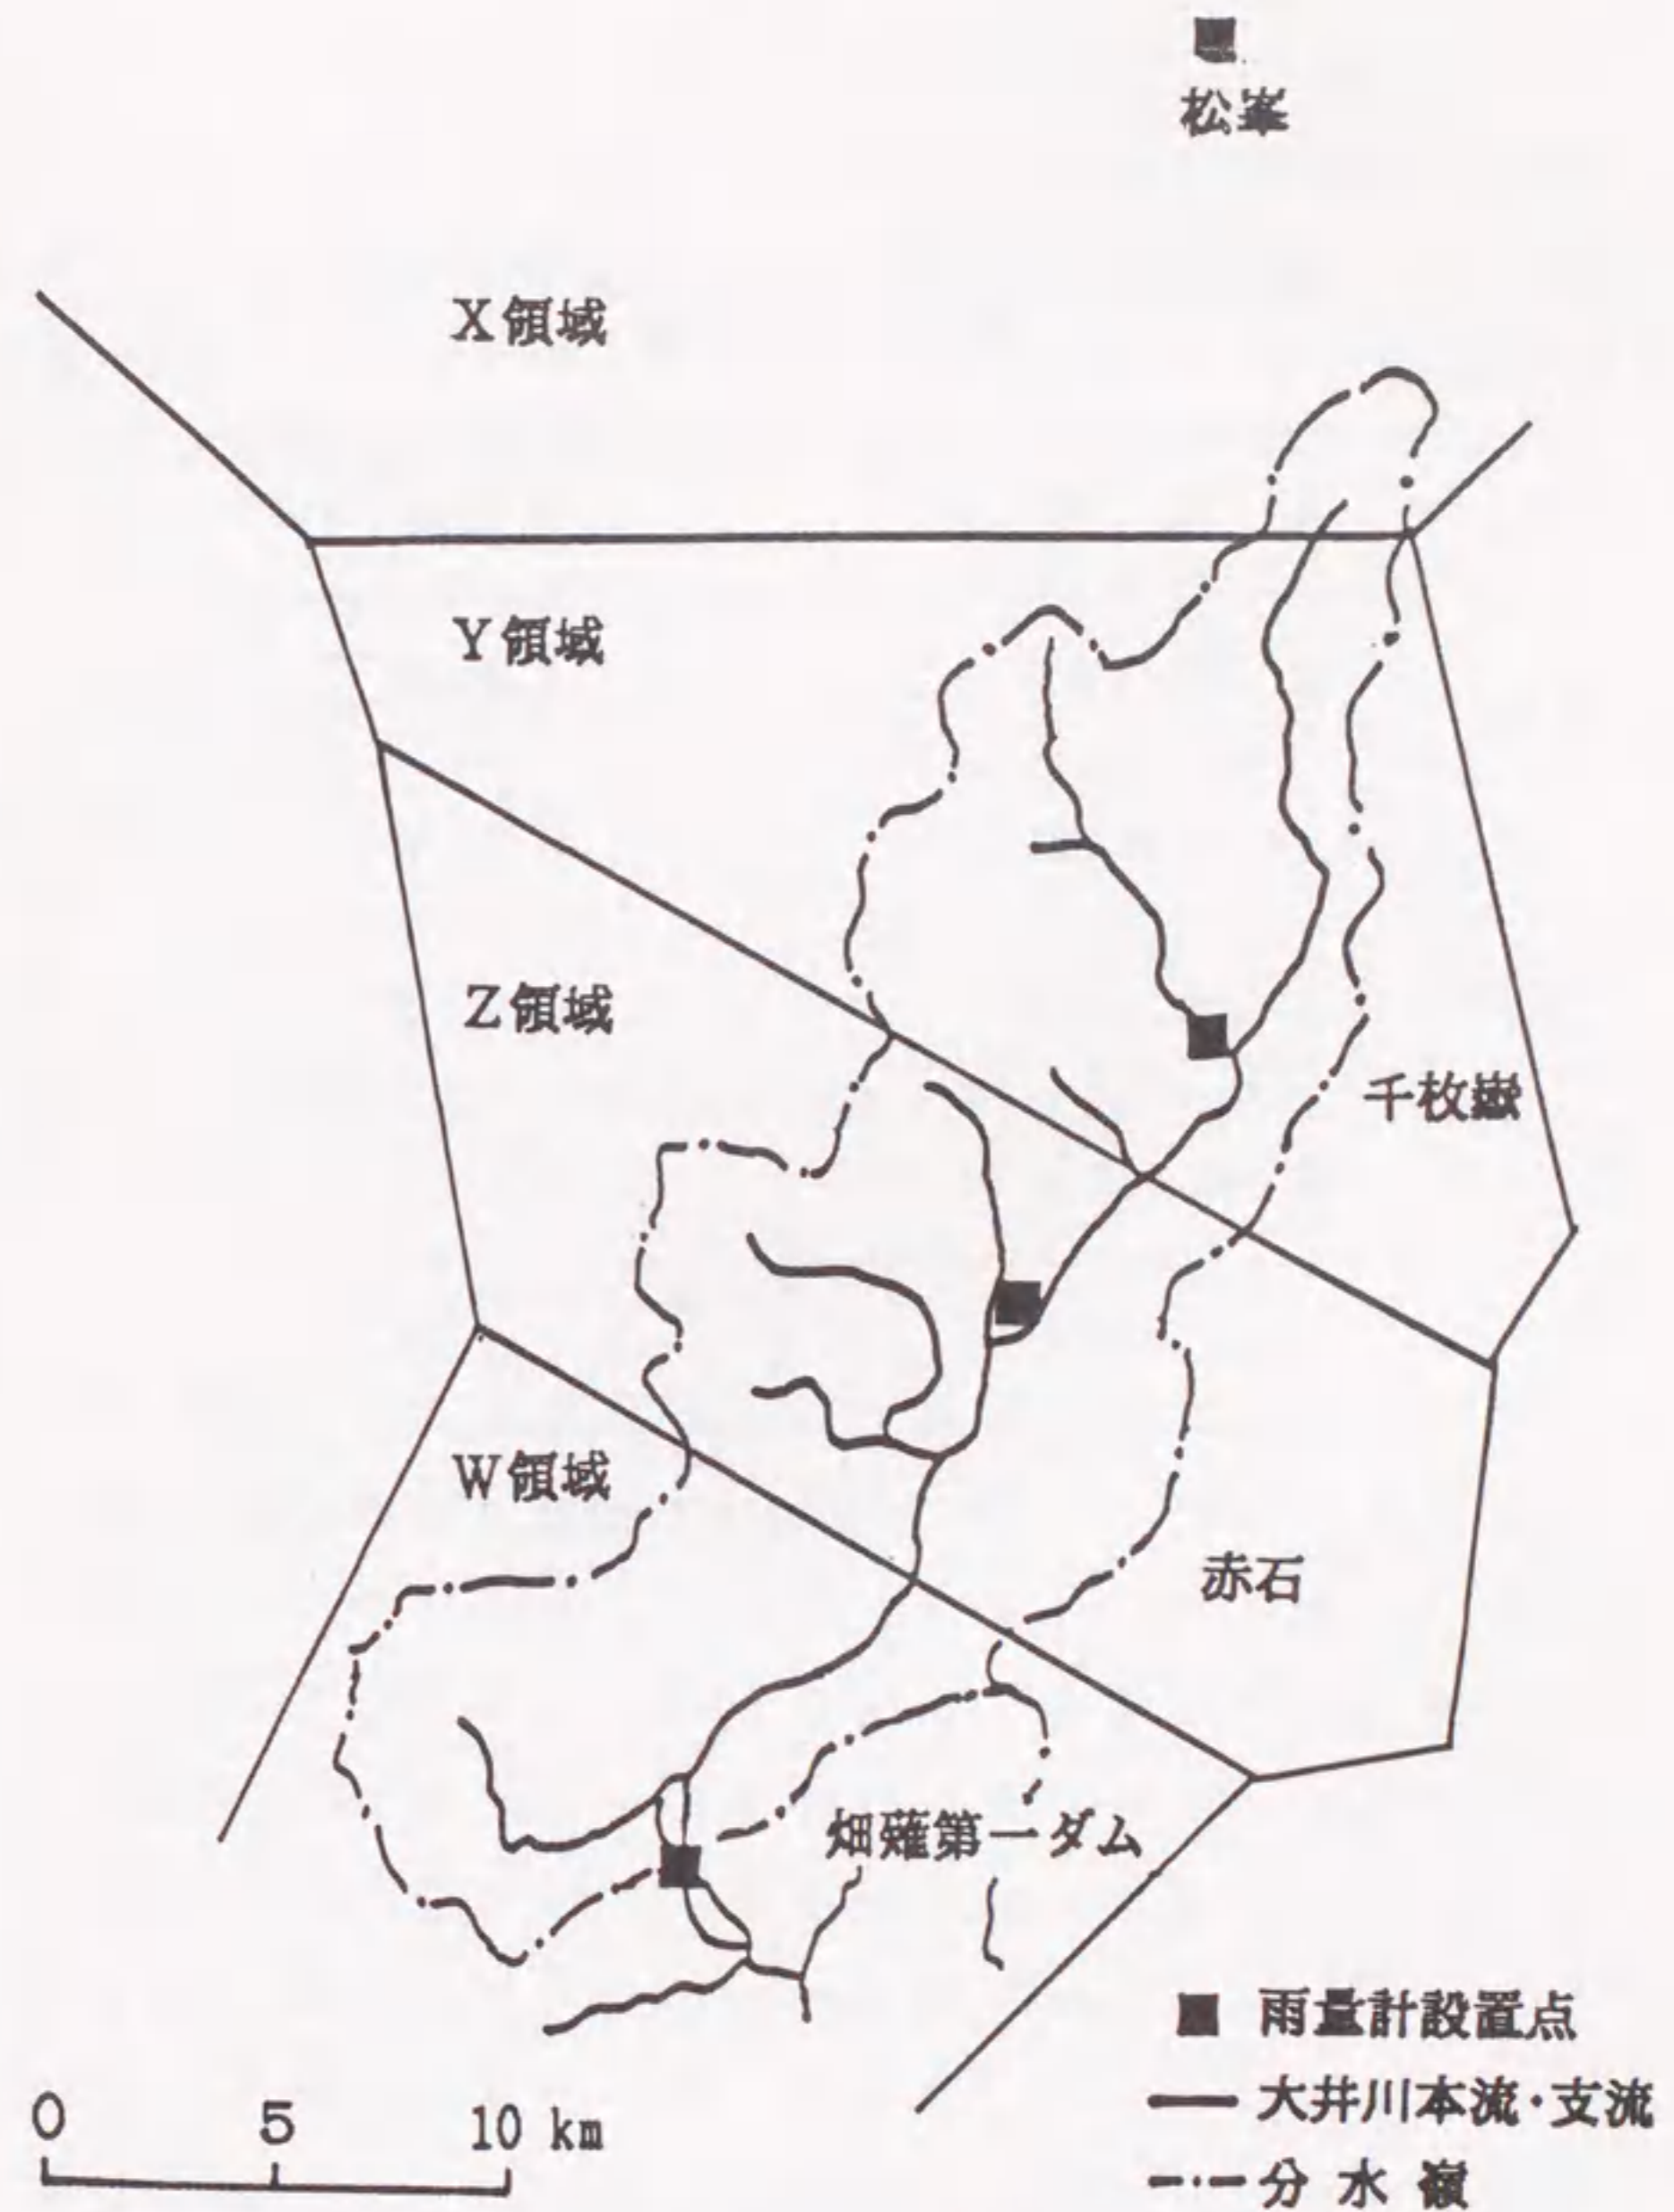 松峯
X領域
Y領域
Z領域
千枚嶽
W領域
赤石
畑薙第一ダム
■ 雨量計設置点
大井川本流・支流
分水嶺
0 5 10 km